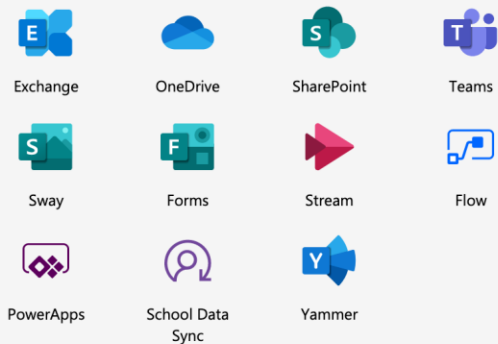 E
S
T
Exchange
OneDrive
SharePoint
Teams
S
F
Sway
Forms
Stream
Flow
Y
PowerApps
School Data
Sync
Yammer